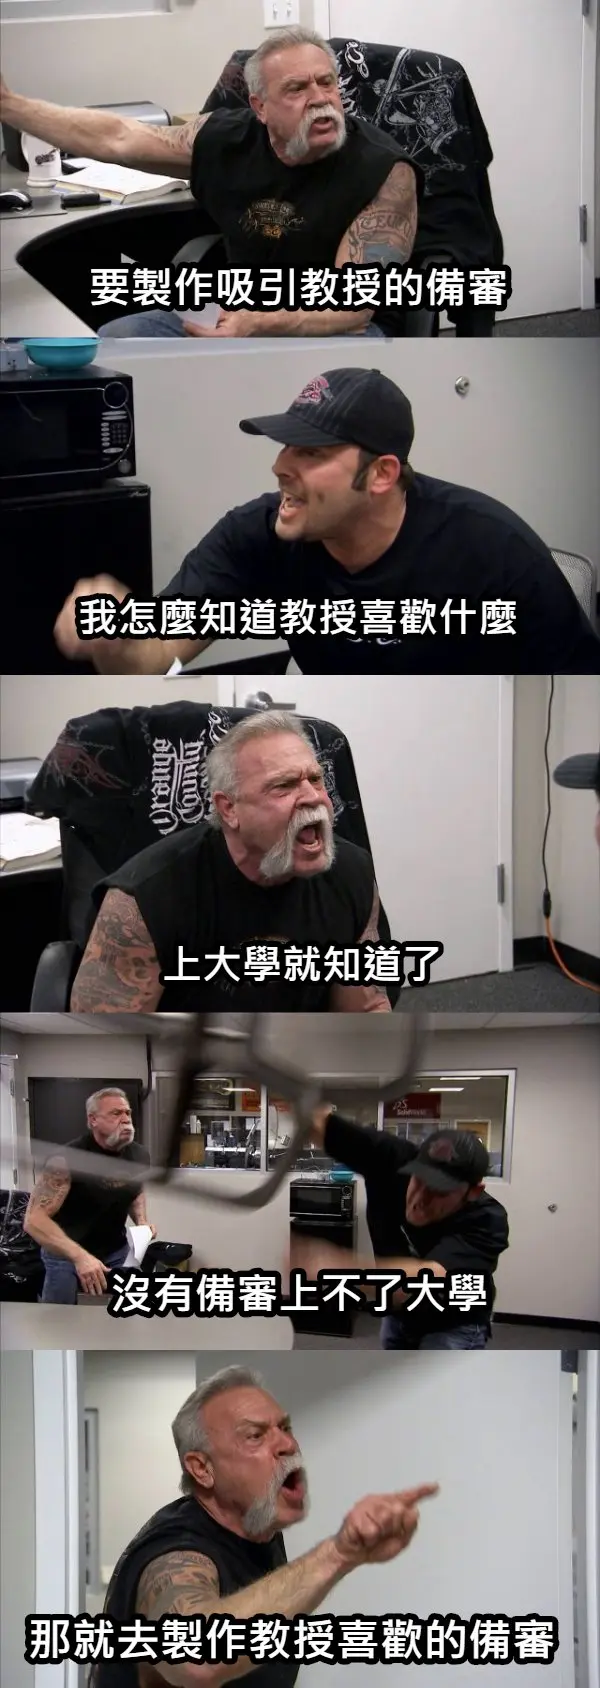 要製作吸引教授的備審
我怎麼知道教授喜歡什麼
Orange
County
上大學就知道了
沒有備審上不了大學
那就去製作教授喜歡的備審